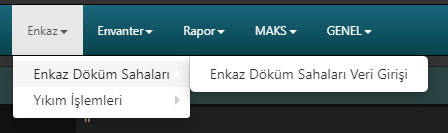 Enkaz Envanter Rapor MAKS GENEL
Enkaz Döküm Sahaları Enkaz Döküm Sahaları Veri Girişi
Yıkım İşlemleri